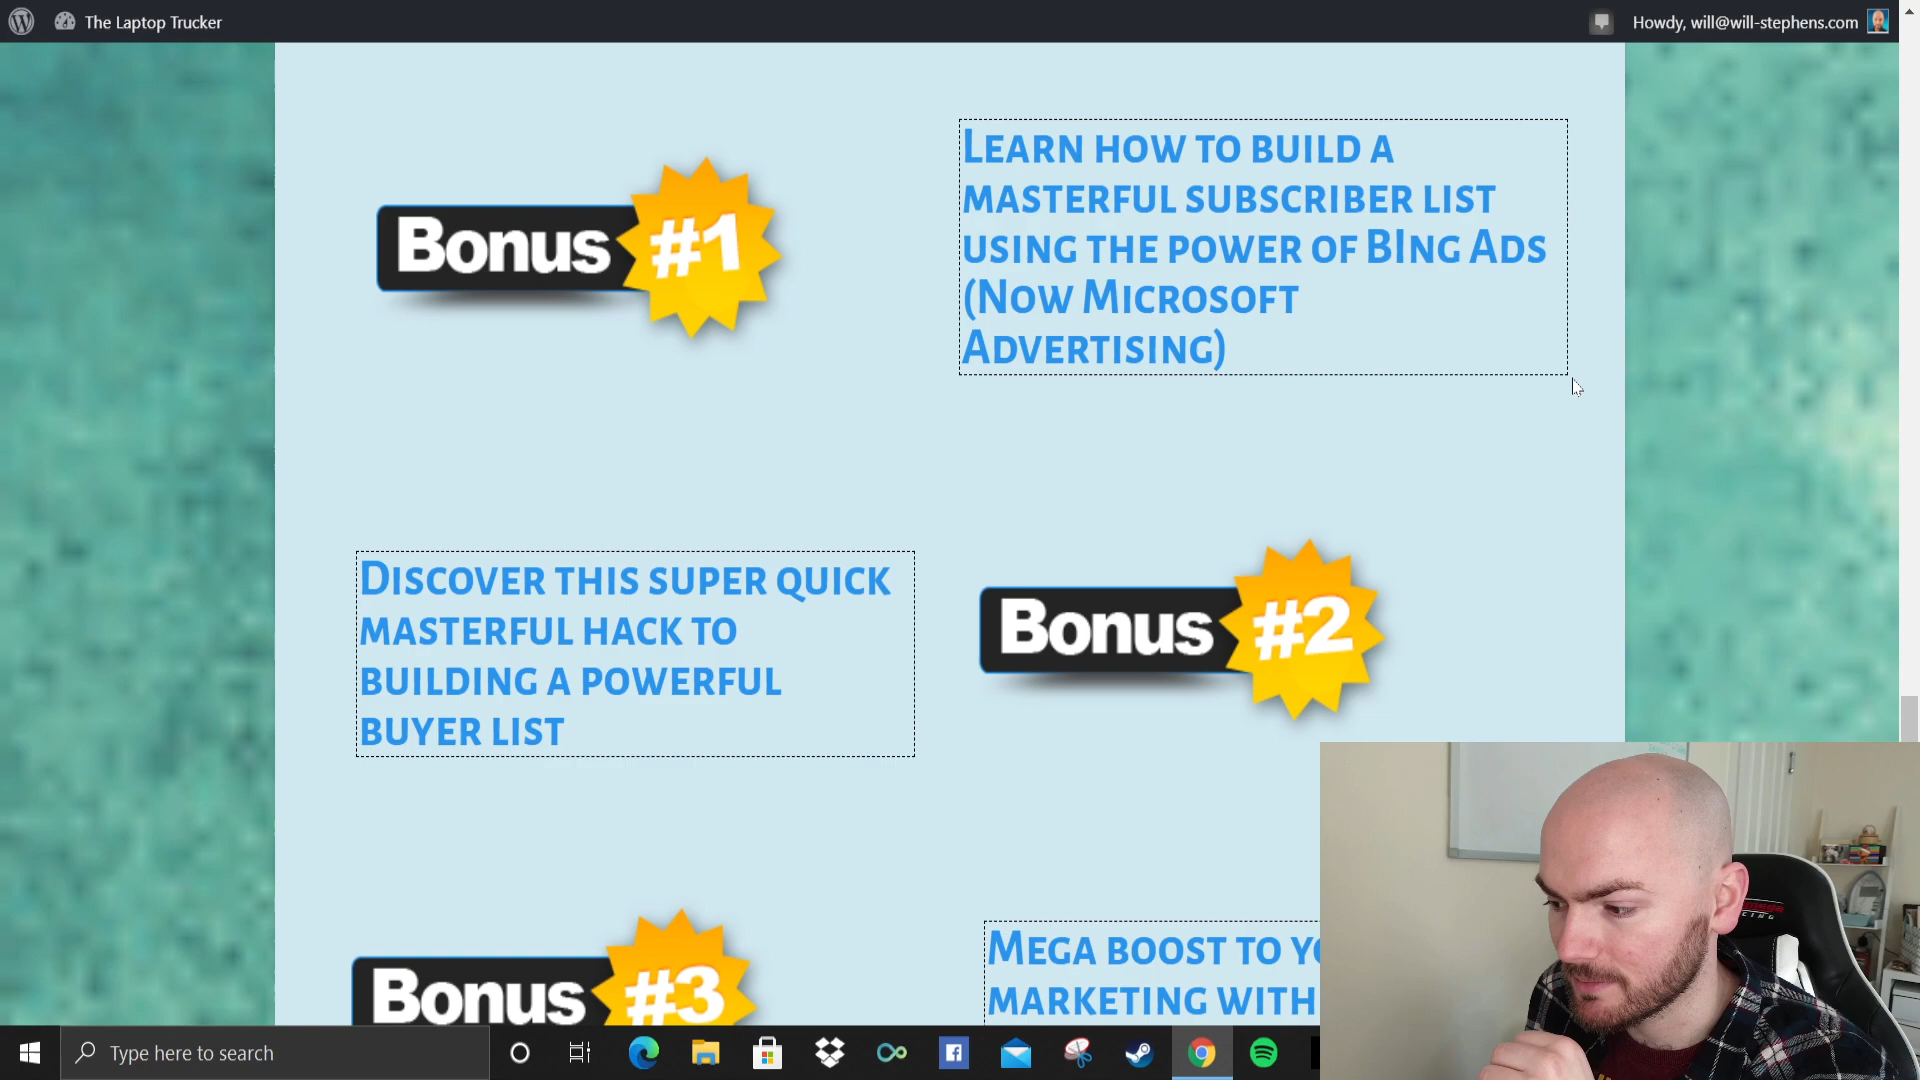 The Laptop Trucker
Howdy, will@will-stephens.com
Bonus #1
Learn how to build a
masterful subscriber list
using the power of BIng Ads
(Now Microsoft
Advertising)
Discover this super quick
masterful hack to
building a powerful
buyer list
Bonus #2
Bonus #3
Mega boost to
marketing with
Type here to search